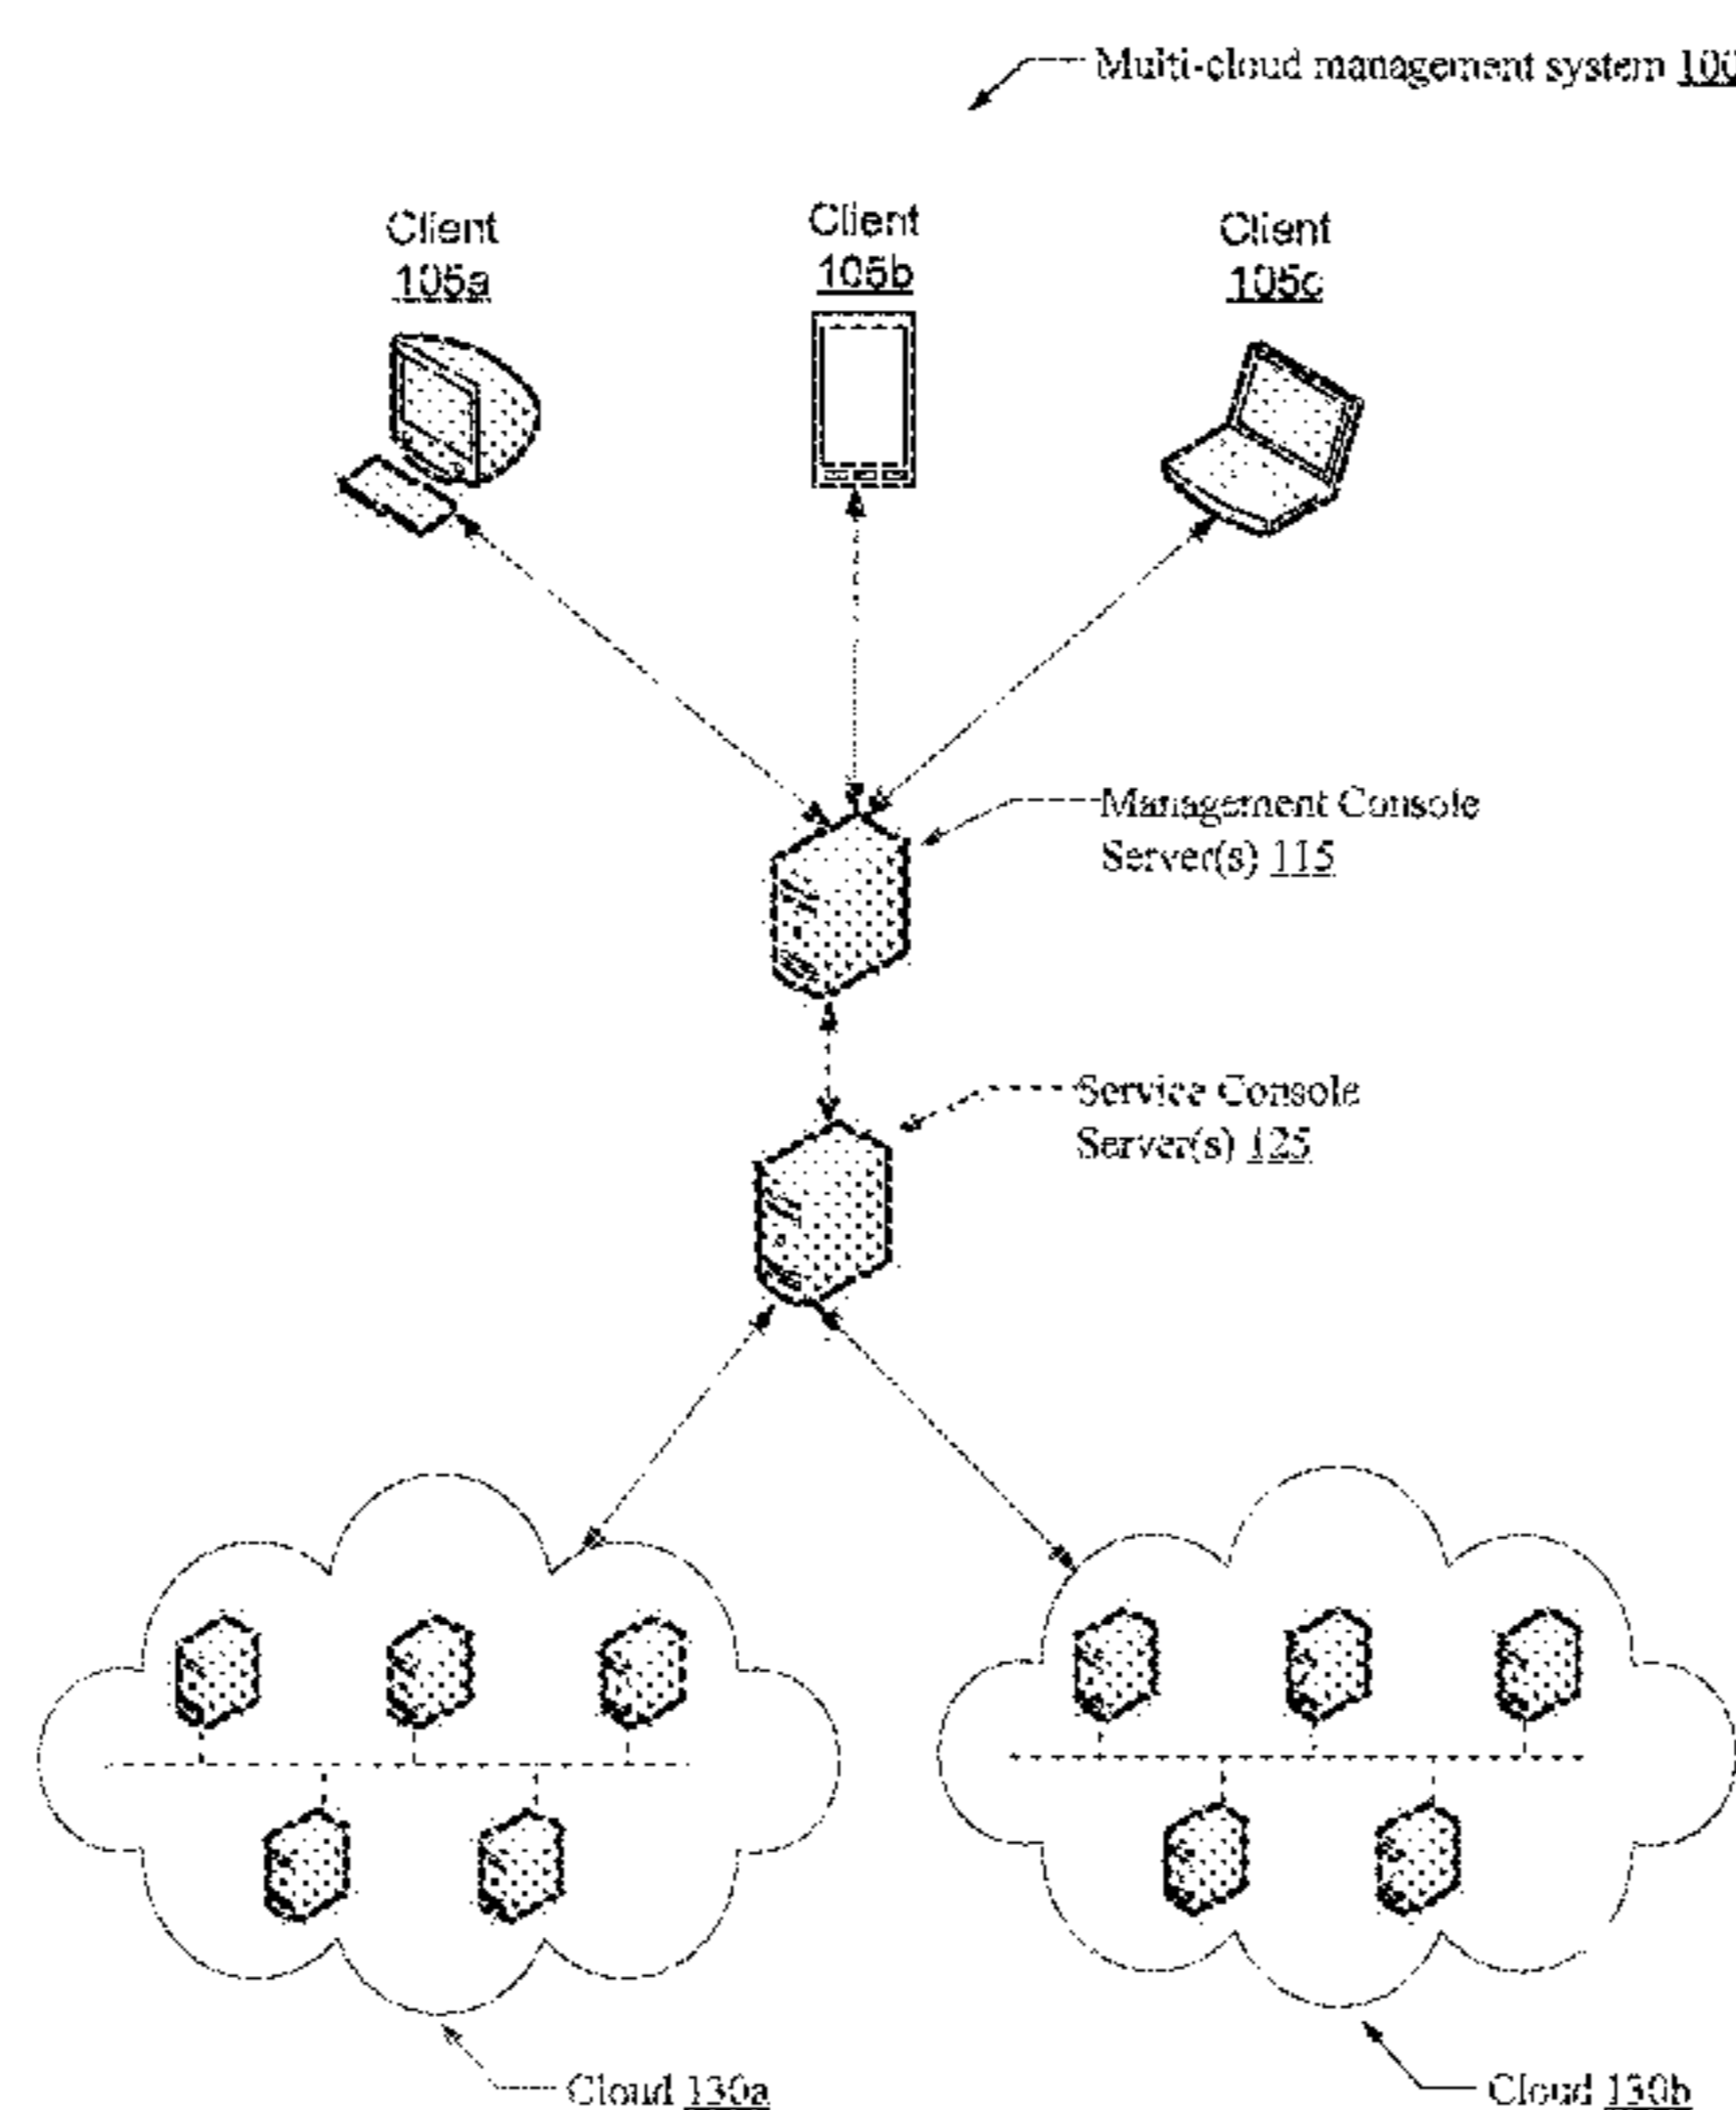 Multi-cloud management system 100
Client
105a
Client
105b
Client
105c
Management Console
Server(s) 115
Service Console
Server(s) 125
Cloud 130a
Cloud 130b